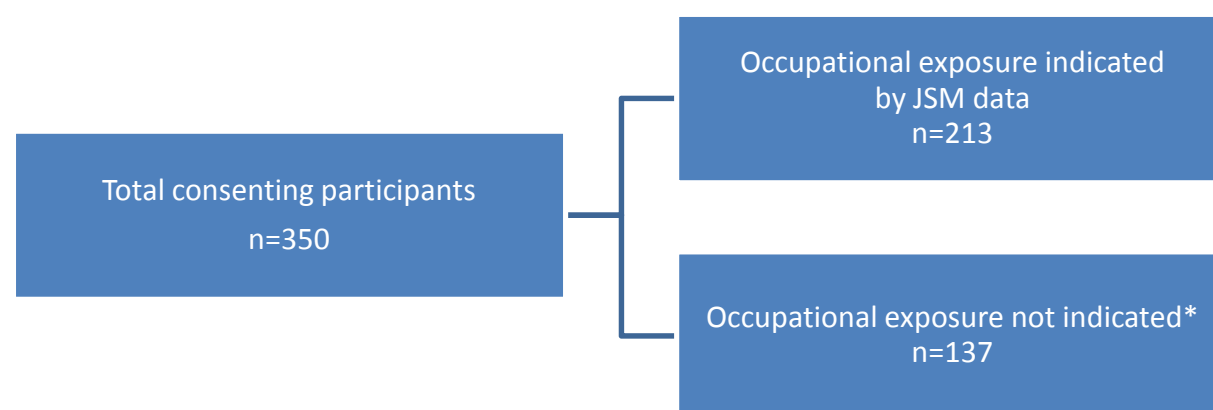 Total consenting participants
n=350
Occupational exposure indicated
by JSM data
n=213
Occupational exposure not indicated*
n=137